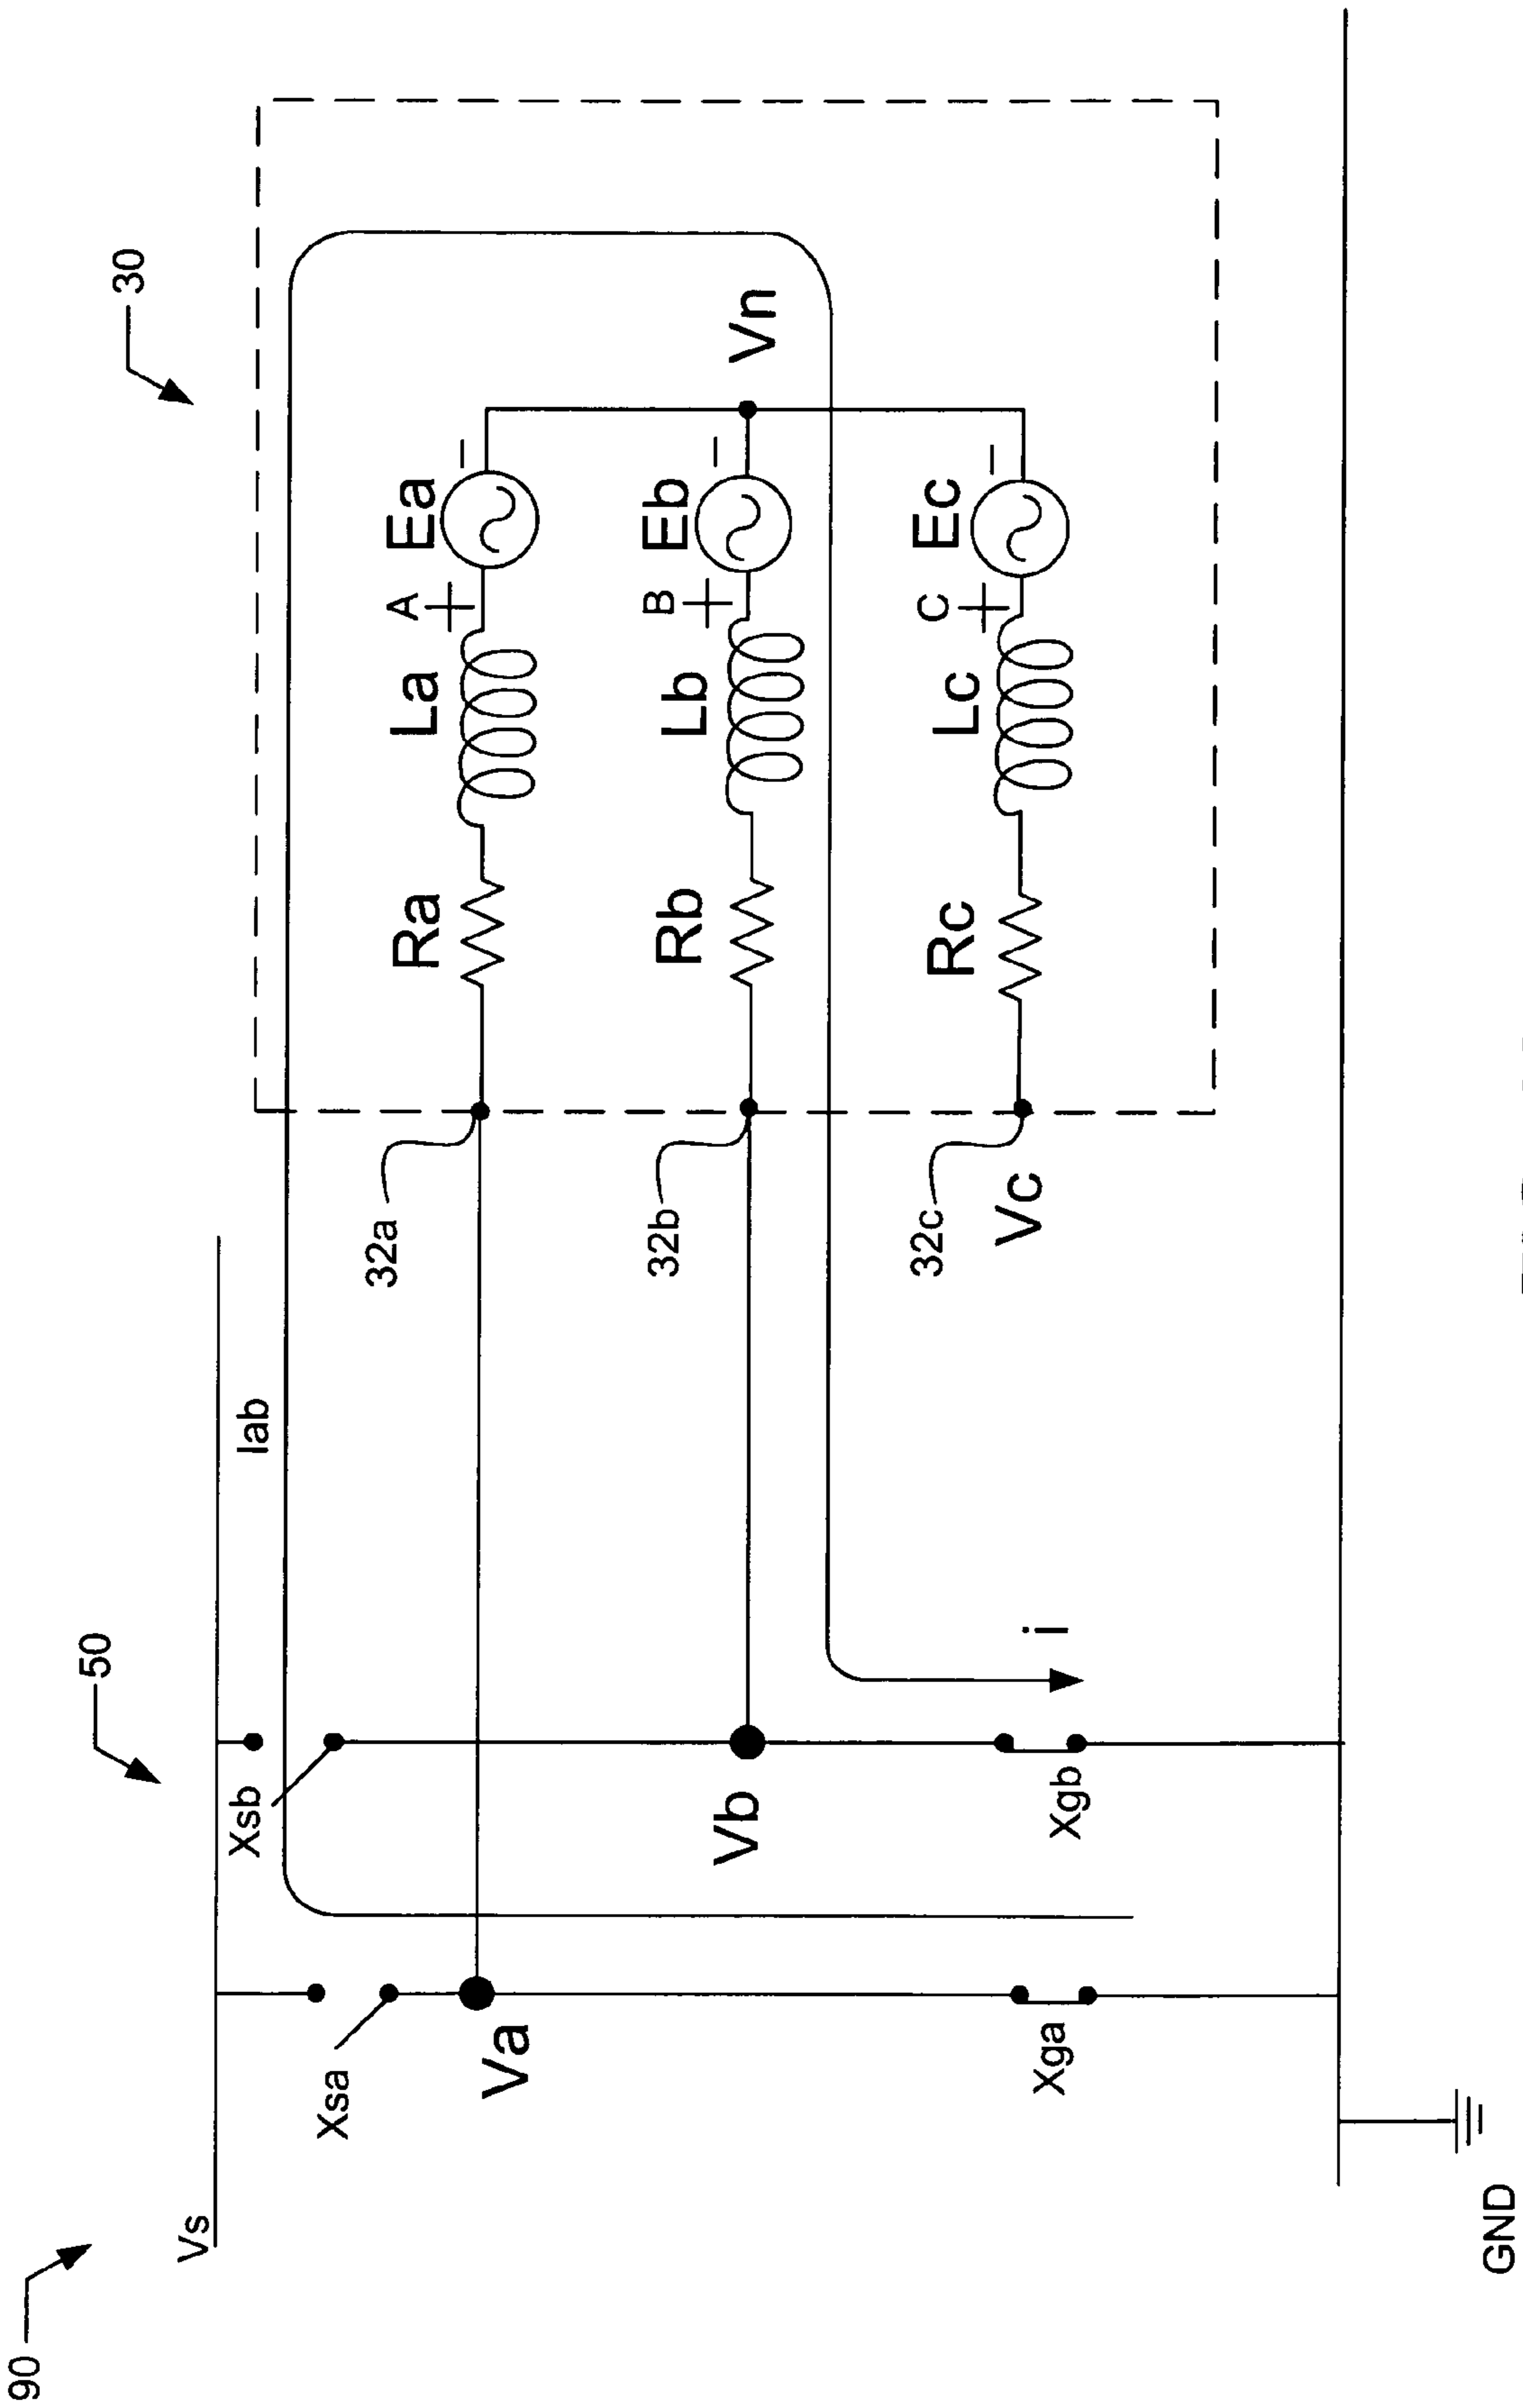 90
50
30
Vs
Iab
Xsb
Xsa
Va
Vb
Xga
Xgb
i
32a
32b
32c
Vc
Ra
La
A
+
Ea
−
Rb
Lb
B
+
Eb
−
Vn
Rc
Lc
C
+
Ec
−
GND